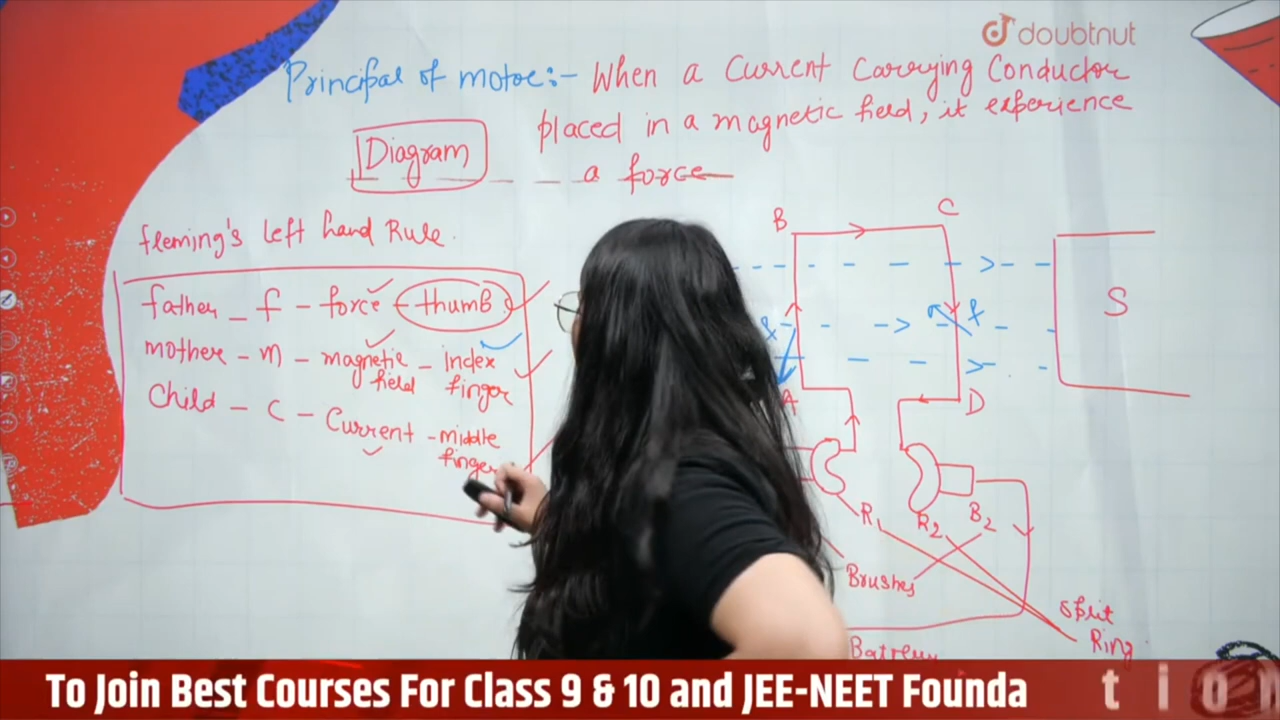 doubtnut
Principal of motor:- When a Current Carrying Conductor
placed in a magnetic field, it experience
a force
Diagram
Fleming's Left hand Rule.
father - f - force - thumb
mother - m - magnetic field - Index finger
Child - C - Current - middle finger
B
C
S
f
A
D
R1
R2
B2
Brushes
Split
Ring
Battery
To Join Best Courses For Class 9 & 10 and JEE-NEET Founda
tion